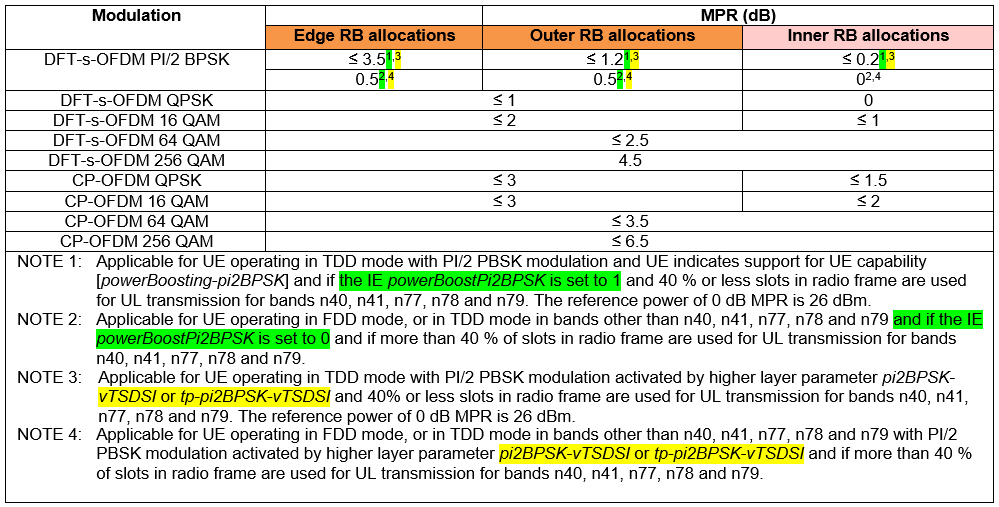 Modulation MPR (dB)
Edge RB allocations Outer RB allocations Inner RB allocations
DFT-s-OFDM PI/2 BPSK ≤ 3.5¹,³ ≤ 1.2¹,³ ≤ 0.2¹,³
0.5²,⁴ 0.5²,⁴ 0²,⁴
DFT-s-OFDM QPSK ≤ 1 0
DFT-s-OFDM 16 QAM ≤ 2 ≤ 1
DFT-s-OFDM 64 QAM ≤ 2.5
DFT-s-OFDM 256 QAM 4.5
CP-OFDM QPSK ≤ 3 ≤ 1.5
CP-OFDM 16 QAM ≤ 3 ≤ 2
CP-OFDM 64 QAM ≤ 3.5
CP-OFDM 256 QAM ≤ 6.5
NOTE 1: Applicable for UE operating in TDD mode with PI/2 PBSK modulation and UE indicates support for UE capability
[powerBoosting-pi2BPSK] and if the IE powerBoostPi2BPSK is set to 1 and 40 % or less slots in radio frame are used
for UL transmission for bands n40, n41, n77, n78 and n79. The reference power of 0 dB MPR is 26 dBm.
NOTE 2: Applicable for UE operating in FDD mode, or in TDD mode in bands other than n40, n41, n77, n78 and n79 and if the IE
powerBoostPi2BPSK is set to 0 and if more than 40 % of slots in radio frame are used for UL transmission for bands
n40, n41, n77, n78 and n79.
NOTE 3: Applicable for UE operating in TDD mode with PI/2 PBSK modulation activated by higher layer parameter pi2BPSK-
vTSDSI or tp-pi2BPSK-vTSDSI and 40% or less slots in radio frame are used for UL transmission for bands n40, n41,
n77, n78 and n79. The reference power of 0 dB MPR is 26 dBm.
NOTE 4: Applicable for UE operating in FDD mode, or in TDD mode in bands other than n40, n41, n77, n78 and n79 with PI/2
PBSK modulation activated by higher layer parameter pi2BPSK-vTSDSI or tp-pi2BPSK-vTSDSI and if more than 40 %
of slots in radio frame are used for UL transmission for bands n40, n41, n77, n78 and n79.